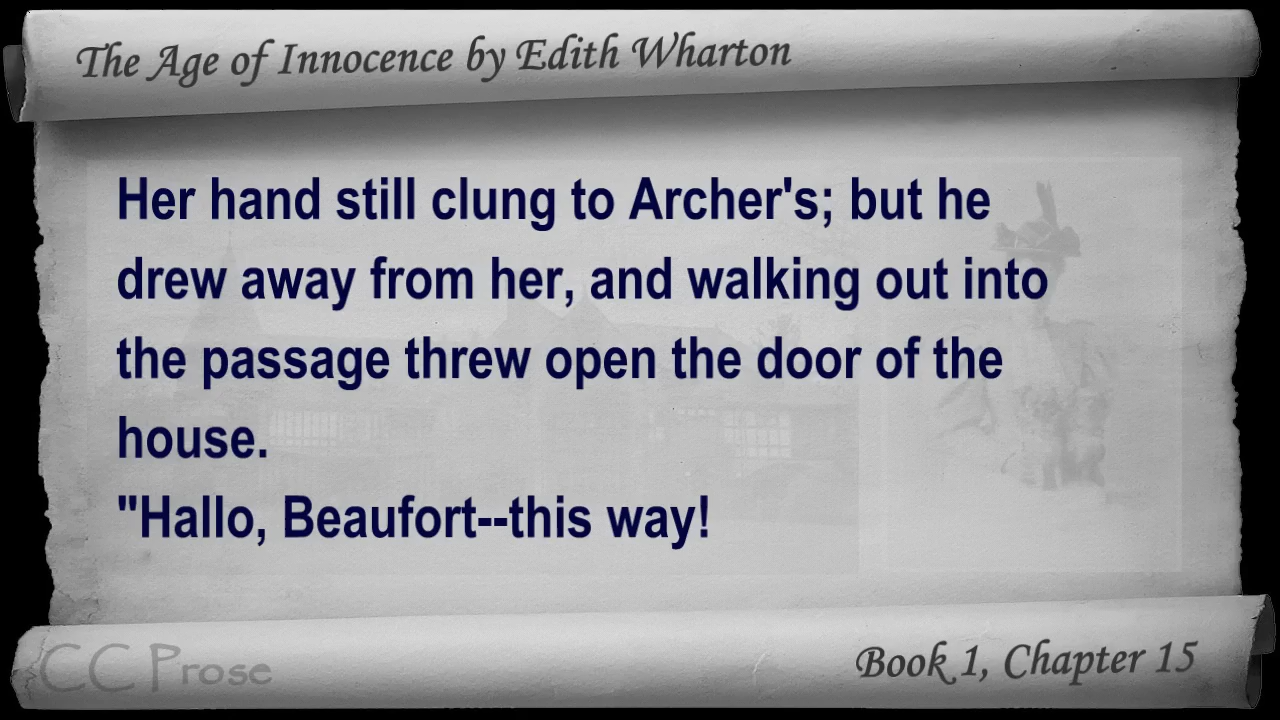 The Age of Innocence by Edith Wharton
Her hand still clung to Archer's; but he
drew away from her, and walking out into
the passage threw open the door of the
house.
"Hallo, Beaufort--this way!
CC Prose
Book 1, Chapter 15